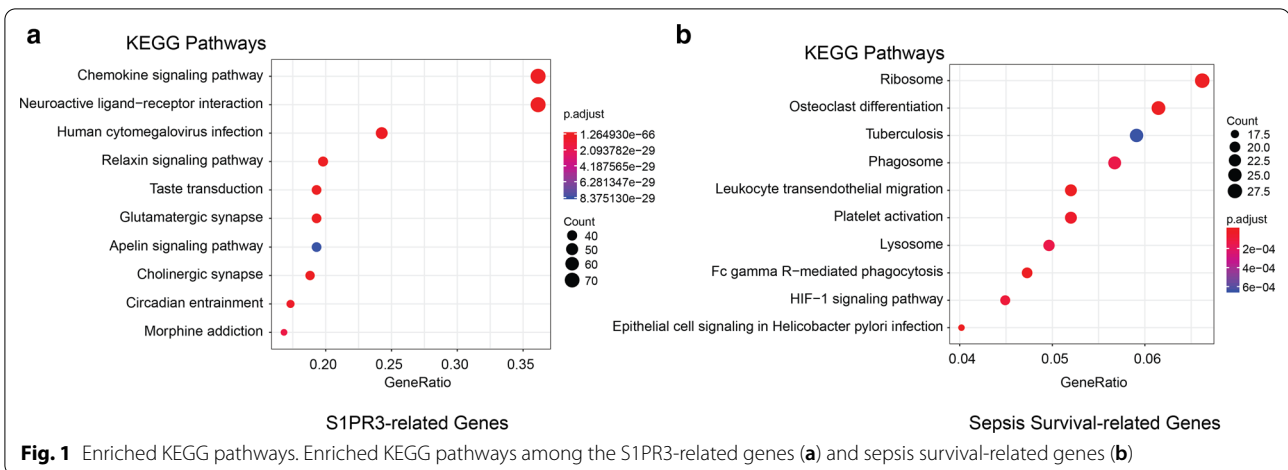 a
KEGG Pathways
Chemokine signaling pathway
Neuroactive ligand−receptor interaction
Human cytomegalovirus infection
Relaxin signaling pathway
Taste transduction
Glutamatergic synapse
Apelin signaling pathway
Cholinergic synapse
Circadian entrainment
Morphine addiction
0.20 0.25 0.30 0.35
GeneRatio
p.adjust
1.264930e−66
2.093782e−29
4.187565e−29
6.281347e−29
8.375130e−29
Count
40
50
60
70
S1PR3-related Genes
b
KEGG Pathways
Ribosome
Osteoclast differentiation
Tuberculosis
Phagosome
Leukocyte transendothelial migration
Platelet activation
Lysosome
Fc gamma R−mediated phagocytosis
HIF−1 signaling pathway
Epithelial cell signaling in Helicobacter pylori infection
0.04 0.05 0.06
GeneRatio
Count
17.5
20.0
22.5
25.0
27.5
p.adjust
2e−04
4e−04
6e−04
Sepsis Survival-related Genes
Fig. 1 Enriched KEGG pathways. Enriched KEGG pathways among the S1PR3-related genes (a) and sepsis survival-related genes (b)